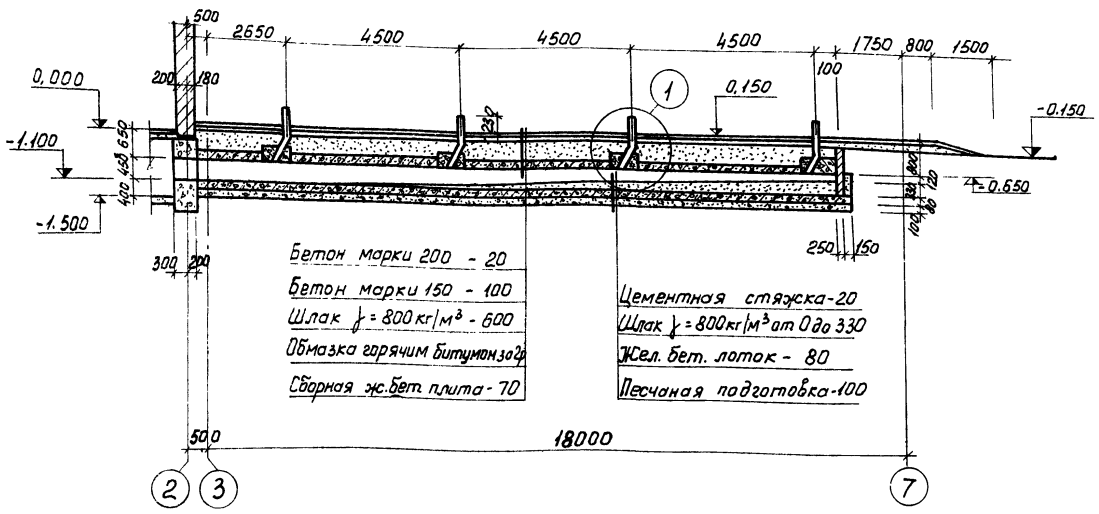 500
2650 4500 4500 4500 1750 800 1500
200 180
100
0,000
1
0,150
-0.150
230
650
-1.100
450
400
-1.500
800
120
-0.650
180
80
100
300 200
250 150
Бетон марки 200 - 20
Бетон марки 150 - 100
Шлак γ = 800 кг/м³ - 600
Обмазка горячим битумом за 2р
Сборная ж.бет плита - 70
Цементная стяжка - 20
Шлак γ = 800 кг/м³ от 0 до 330
Жел. бет. лоток - 80
Песчаная подготовка - 100
500
18000
2 3 7